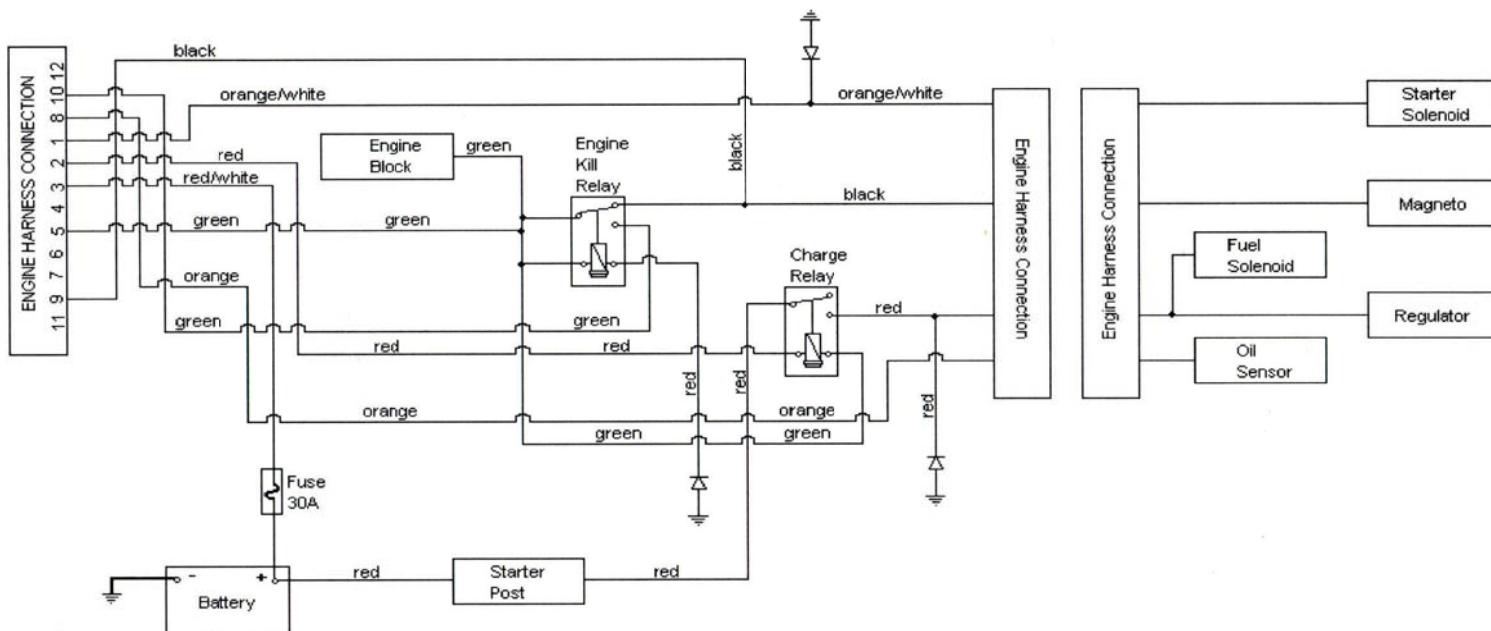 ENGINE HARNESS CONNECTION
12
10
8
1
2
3
4
5
6
7
9
11
black
orange/white
orange/white
red
red/white
green
green
orange
green
green
red
red
orange
orange
green
green
Engine
Block
green
Engine
Kill
Relay
black
black
Charge
Relay
red
red
red
red
Fuse
30A
-
+
Battery
red
Starter
Post
red
Engine Harness Connection
Engine Harness Connection
Starter
Solenoid
Magneto
Fuel
Solenoid
Regulator
Oil
Sensor